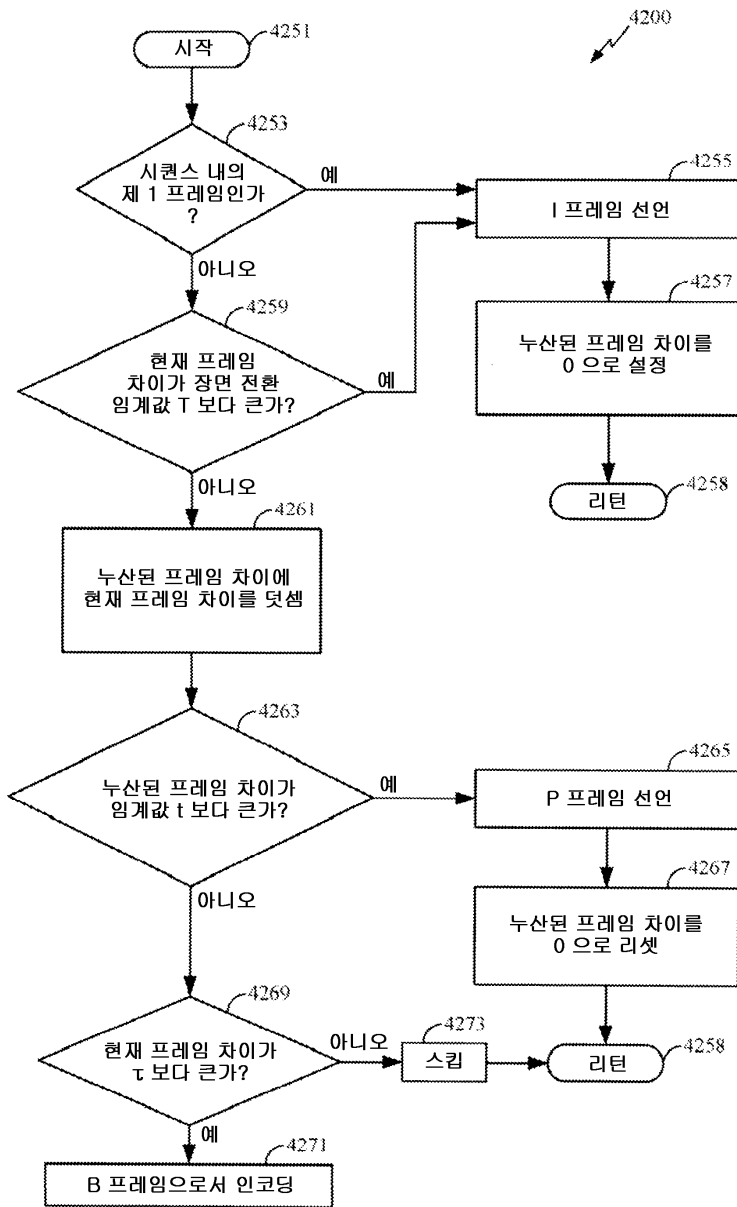 4200
시작
4251
4253
시퀀스 내의
제 1 프레임인가
?
예
4255
I 프레임 선언
아니오
4257
누산된 프레임 차이를
0 으로 설정
4259
현재 프레임
차이가 장면 전환
임계값 T 보다 큰가?
예
리턴
4258
아니오
4261
누산된 프레임 차이에
현재 프레임 차이를 덧셈
4263
누산된 프레임 차이가
임계값 t 보다 큰가?
예
4265
P 프레임 선언
아니오
4267
누산된 프레임 차이를
0 으로 리셋
4269
현재 프레임 차이가
τ 보다 큰가?
아니오
4273
스킵
리턴
4258
예
4271
B 프레임으로서 인코딩